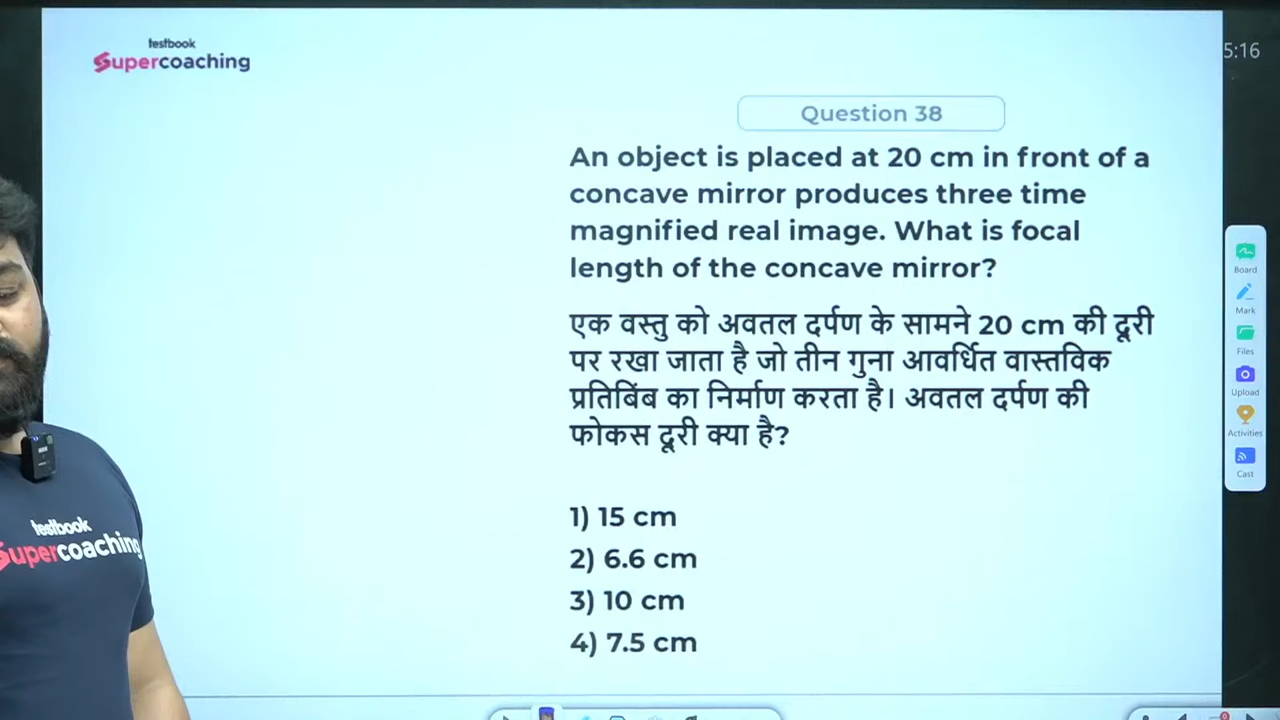 testbook
Supercoaching
5:16
Question 38
An object is placed at 20 cm in front of a
concave mirror produces three time
magnified real image. What is focal
length of the concave mirror?
एक वस्तु को अवतल दर्पण के सामने 20 cm की दूरी
पर रखा जाता है जो तीन गुना आवर्धित वास्तविक
प्रतिबिंब का निर्माण करता है। अवतल दर्पण की
फोकस दूरी क्या है?
1) 15 cm
2) 6.6 cm
3) 10 cm
4) 7.5 cm
Board
Mark
Files
Upload
Activities
Cast
testbook
Supercoaching